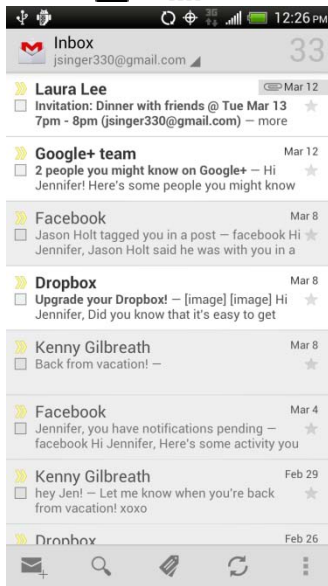 3G 12:26 PM
Inbox
jsinger330@gmail.com
33
Laura Lee Mar 12
Invitation: Dinner with friends @ Tue Mar 13
7pm - 8pm (jsinger330@gmail.com) — more
Google+ team Mar 12
2 people you might know on Google+ — Hi
Jennifer! Here's some people you might know
Facebook Mar 8
Jason Holt tagged you in a post — facebook Hi
Jennifer, Jason Holt said he was with you in a
Dropbox Mar 8
Upgrade your Dropbox! — [image] [image] Hi
Jennifer, Did you know that it's easy to get
Kenny Gilbreath Mar 8
Back from vacation! —
Facebook Mar 4
Jennifer, you have notifications pending —
facebook Hi Jennifer, Here's some activity you
Kenny Gilbreath Feb 29
hey Jen! — Let me know when you're back
from vacation! xoxo
Dropbox Feb 26